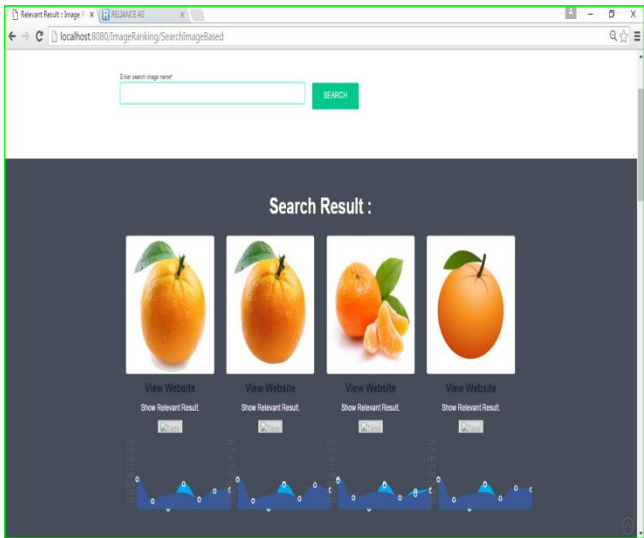 Relevant Result :: Image R
RELIANCE 4G
localhost:8080/ImageRanking/SearchImageBased
Enter search image name*
SEARCH
Search Result :
View Website View Website View Website View Website
Show Relevant Result. Show Relevant Result. Show Relevant Result. Show Relevant Result.